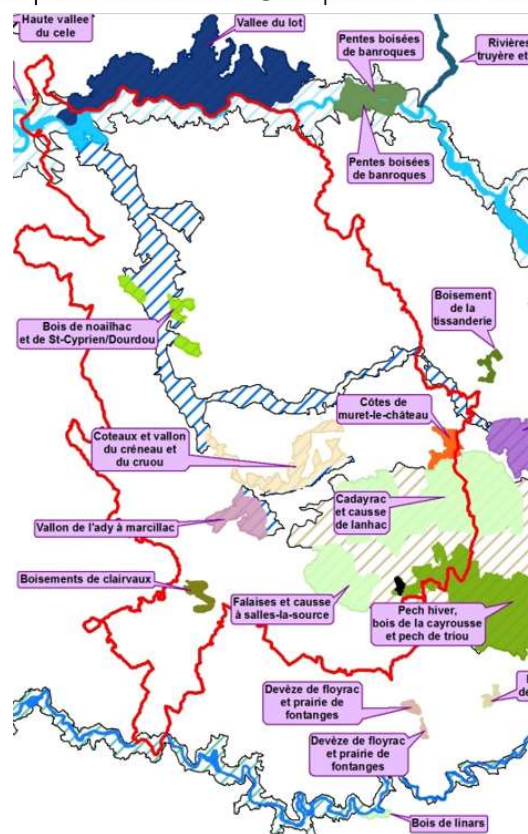 Haute vallee
du cele
Vallee du lot
Pentes boisées
de banroques
Rivières
truyère et
Pentes boisées
de banroques
Boisement
de la
tissanderie
Bois de noailhac
et de St-Cyprien/Dourdou
Côtes de
muret-le-château
Coteaux et vallon
du créneau et
du cruou
Cadayrac
et causse
de lanhac
Vallon de l'ady à marcillac
Boisements de clairvaux
Falaises et causse
à salles-la-source
Pech hiver,
bois de la cayrousse
et pech de triou
Devèze de floyrac
et prairie de
fontanges
de
Devèze de floyrac
et prairie de
fontanges
Bois de linars